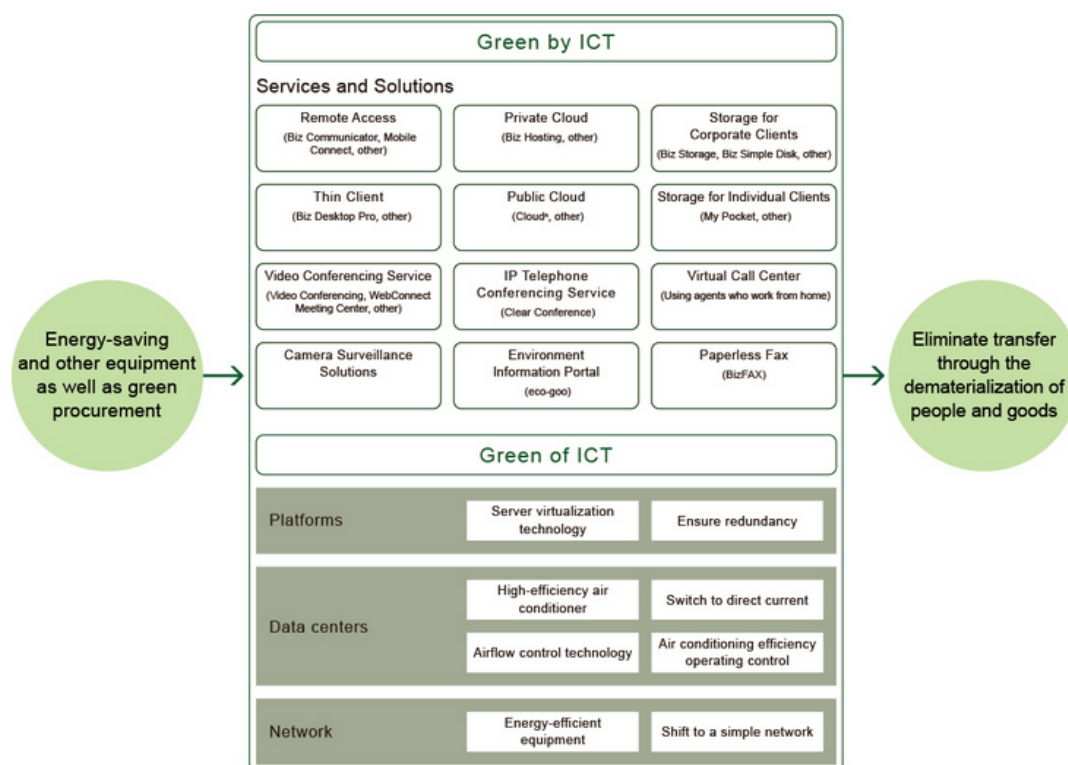 Green by ICT
Services and Solutions
Remote Access
(Biz Communicator, Mobile
Connect, other)
Private Cloud
(Biz Hosting, other)
Storage for
Corporate Clients
(Biz Storage, Biz Simple Disk, other)
Thin Client
(Biz Desktop Pro, other)
Public Cloud
(Cloudⁿ, other)
Storage for Individual Clients
(My Pocket, other)
Video Conferencing Service
(Video Conferencing, WebConnect
Meeting Center, other)
IP Telephone
Conferencing Service
(Clear Conference)
Virtual Call Center
(Using agents who work from home)
Camera Surveillance
Solutions
Environment
Information Portal
(eco-goo)
Paperless Fax
(BizFAX)
Energy-saving
and other equipment
as well as green
procurement
Eliminate transfer
through the
dematerialization of
people and goods
Green of ICT
Platforms
Server virtualization
technology
Ensure redundancy
Data centers
High-efficiency air
conditioner
Switch to direct current
Airflow control technology
Air conditioning efficiency
operating control
Network
Energy-efficient
equipment
Shift to a simple network